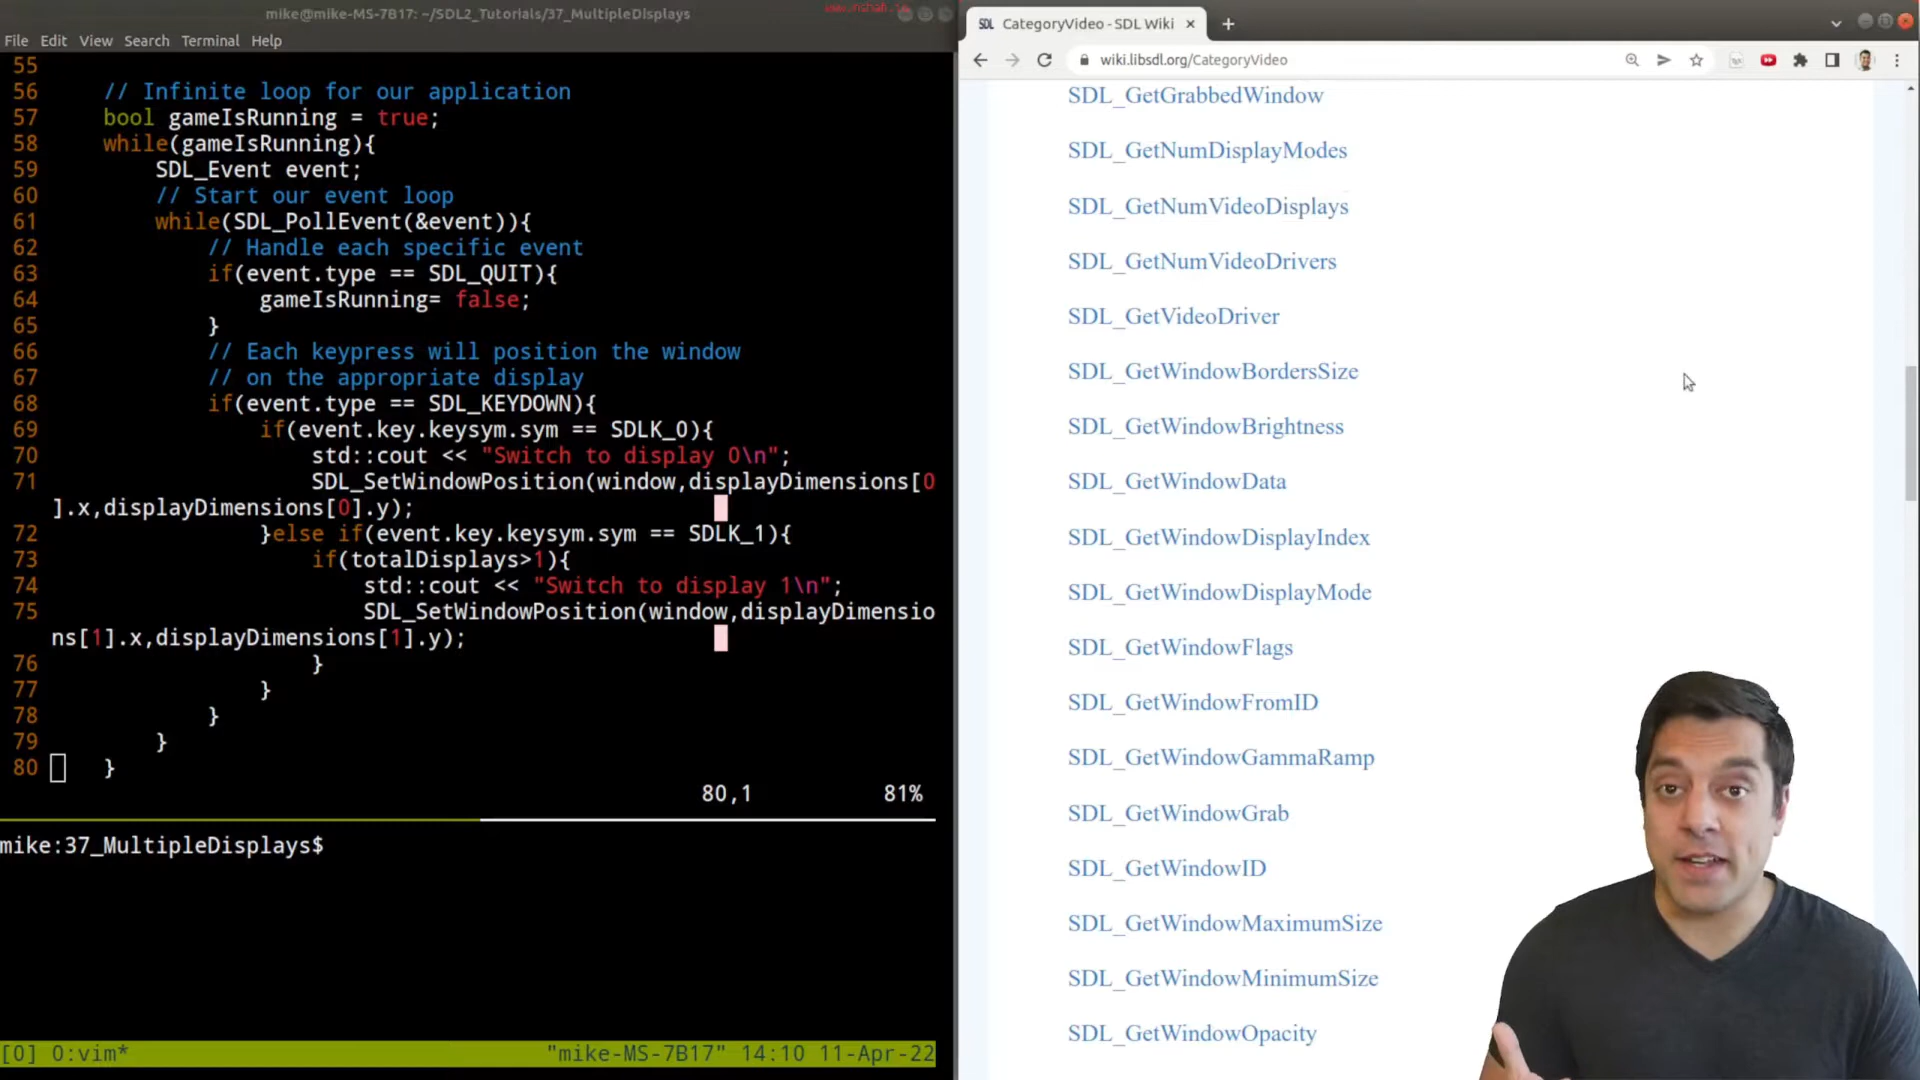 mike@mike-MS-7B17: ~/SDL2_Tutorials/37_MultipleDisplays
File Edit View Search Terminal Help
55
56 // Infinite loop for our application
57 bool gameIsRunning = true;
58 while(gameIsRunning){
59 SDL_Event event;
60 // Start our event loop
61 while(SDL_PollEvent(&event)){
62 // Handle each specific event
63 if(event.type == SDL_QUIT){
64 gameIsRunning= false;
65 }
66 // Each keypress will position the window
67 // on the appropriate display
68 if(event.type == SDL_KEYDOWN){
69 if(event.key.keysym.sym == SDLK_0){
70 std::cout << "Switch to display 0\n";
71 SDL_SetWindowPosition(window,displayDimensions[0
].x,displayDimensions[0].y);
72 }else if(event.key.keysym.sym == SDLK_1){
73 if(totalDisplays>1){
74 std::cout << "Switch to display 1\n";
75 SDL_SetWindowPosition(window,displayDimensio
ns[1].x,displayDimensions[1].y);
76 }
77 }
78 }
79 }
80 }
80,1 81%
mike:37_MultipleDisplays$
[0] 0:vim* "mike-MS-7B17" 14:10 11-Apr-22
SDL CategoryVideo - SDL Wiki
wiki.libsdl.org/CategoryVideo
SDL_GetGrabbedWindow
SDL_GetNumDisplayModes
SDL_GetNumVideoDisplays
SDL_GetNumVideoDrivers
SDL_GetVideoDriver
SDL_GetWindowBordersSize
SDL_GetWindowBrightness
SDL_GetWindowData
SDL_GetWindowDisplayIndex
SDL_GetWindowDisplayMode
SDL_GetWindowFlags
SDL_GetWindowFromID
SDL_GetWindowGammaRamp
SDL_GetWindowGrab
SDL_GetWindowID
SDL_GetWindowMaximumSize
SDL_GetWindowMinimumSize
SDL_GetWindowOpacity